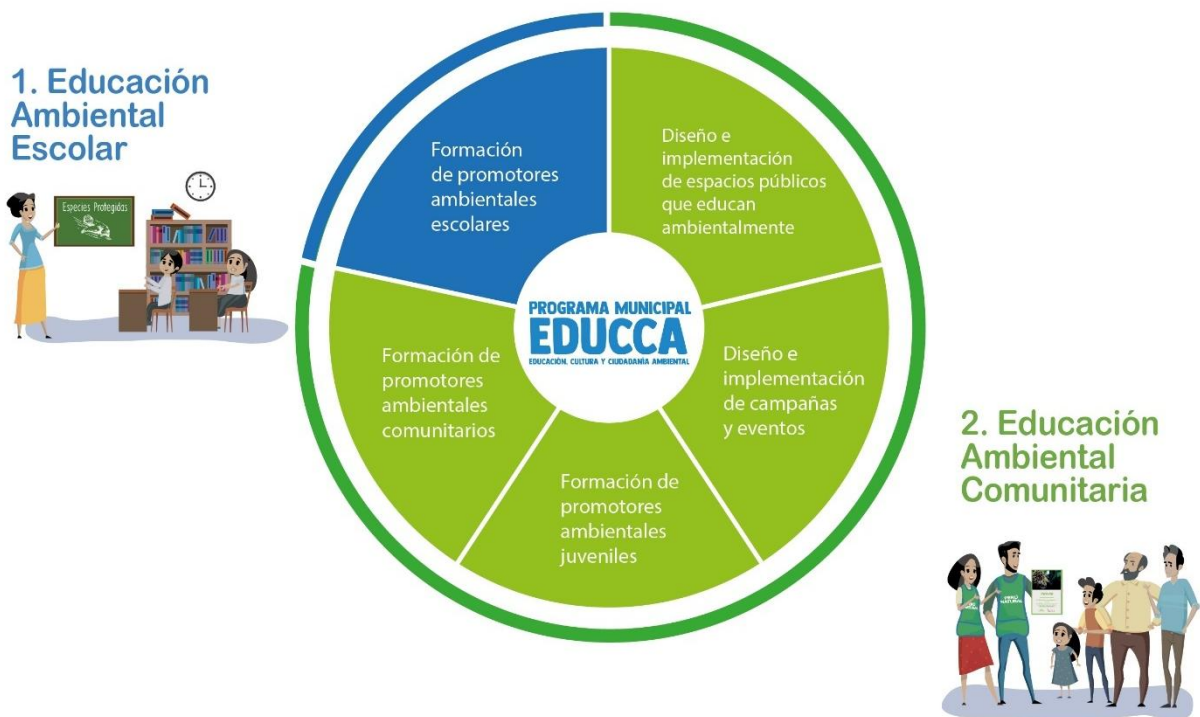 1. Educación
Ambiental
Escolar
Especies Protegidas
Formación
de promotores
ambientales
escolares
Diseño e
implementación
de espacios públicos
que educan
ambientalmente
PROGRAMA MUNICIPAL
EDUCCA
EDUCACIÓN, CULTURA Y CIUDADANÍA AMBIENTAL
Formación de
promotores
ambientales
comunitarios
Diseño e
implementación
de campañas
y eventos
Formación de
promotores
ambientales
juveniles
2. Educación
Ambiental
Comunitaria
PERÚ
NATURAL